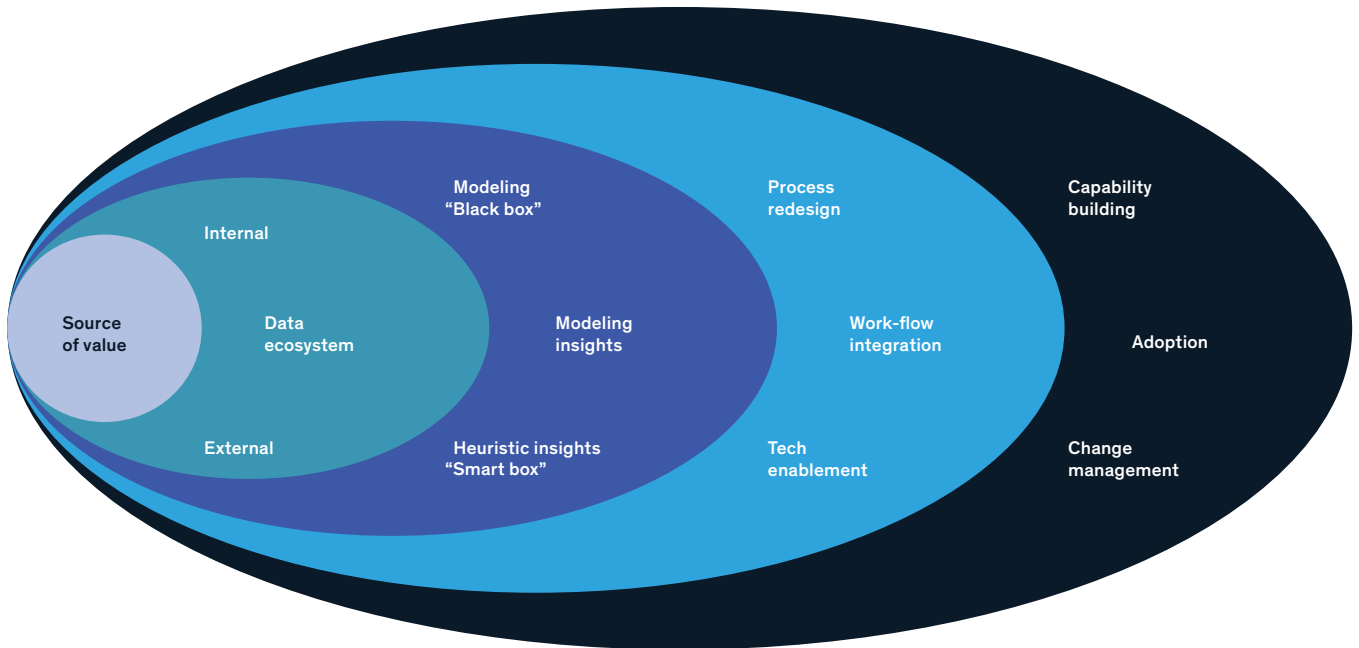 Source
of value
Internal
Data
ecosystem
External
Modeling
“Black box”
Modeling
insights
Heuristic insights
“Smart box”
Process
redesign
Work-flow
integration
Tech
enablement
Capability
building
Adoption
Change
management